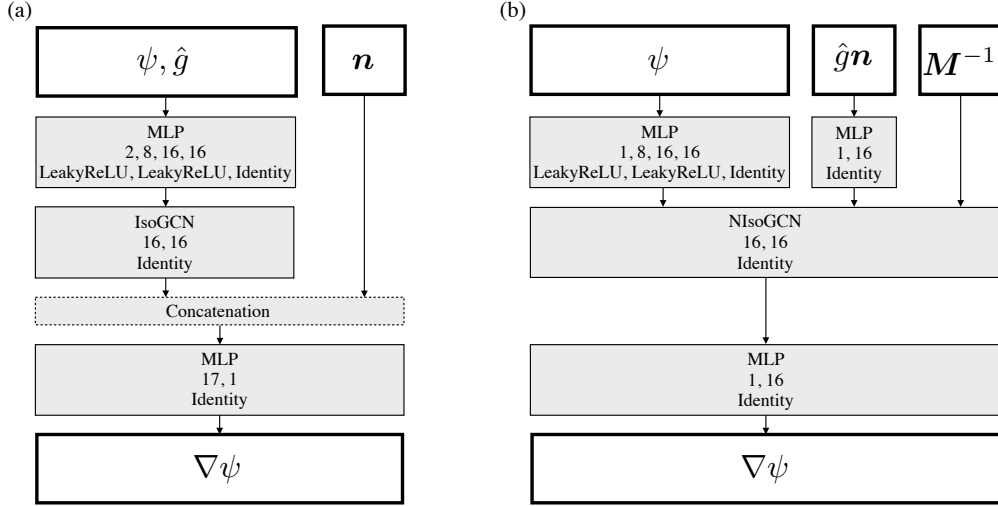 (a)
ψ, ĝ
n
MLP
2, 8, 16, 16
LeakyReLU, LeakyReLU, Identity
IsoGCN
16, 16
Identity
Concatenation
MLP
17, 1
Identity
∇ψ
(b)
ψ
ĝn
M⁻¹
MLP
1, 8, 16, 16
LeakyReLU, LeakyReLU, Identity
MLP
1, 16
Identity
NIsoGCN
16, 16
Identity
MLP
1, 16
Identity
∇ψ